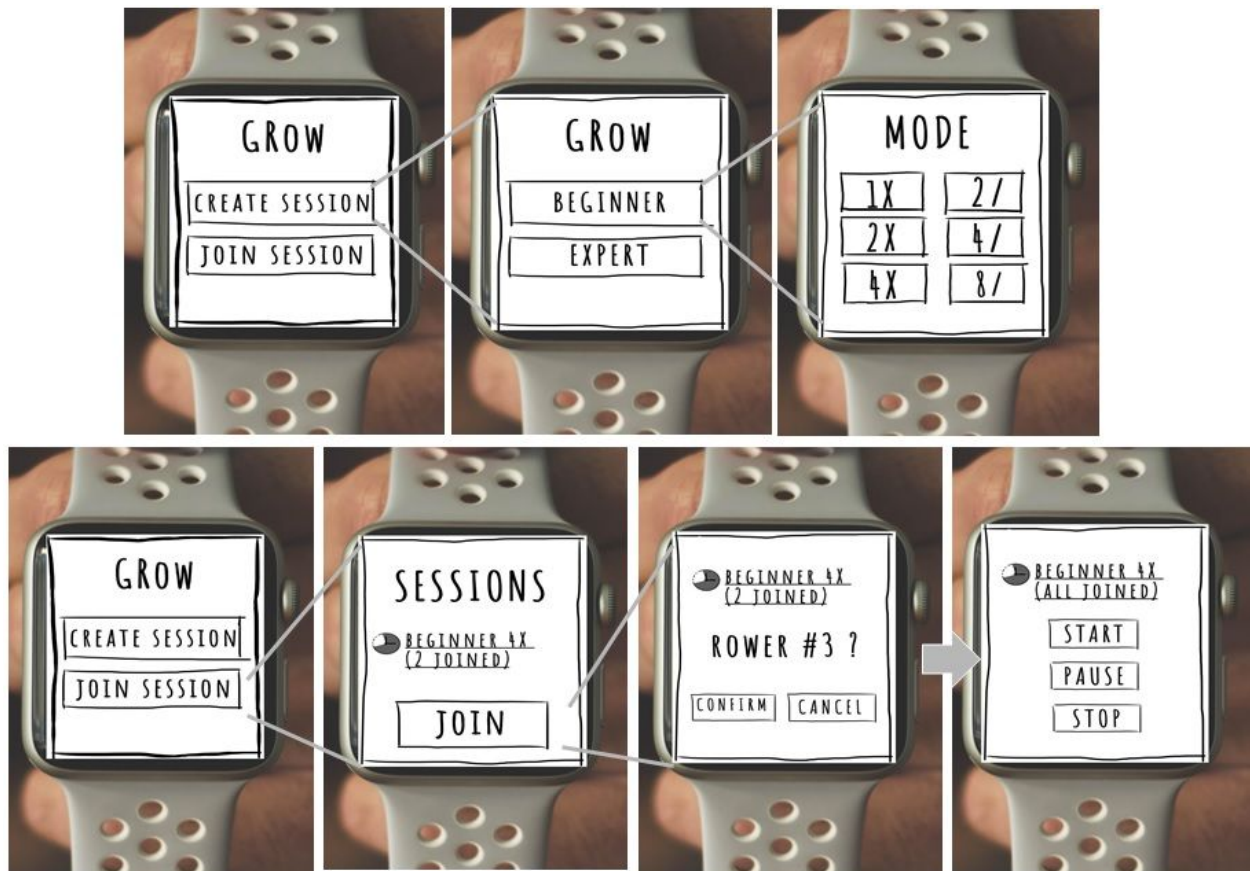 GROW
CREATE SESSION
JOIN SESSION
GROW
BEGINNER
EXPERT
MODE
1X 2/
2X 4/
4X 8/
GROW
CREATE SESSION
JOIN SESSION
SESSIONS
BEGINNER 4X
(2 JOINED)
JOIN
BEGINNER 4X
(2 JOINED)
ROWER #3 ?
CONFIRM CANCEL
BEGINNER 4X
(ALL JOINED)
START
PAUSE
STOP